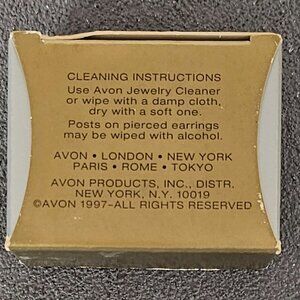 CLEANING INSTRUCTIONS
Use Avon Jewelry Cleaner
or wipe with a damp cloth,
dry with a soft one.
Posts on pierced earrings
may be wiped with alcohol.
AVON • LONDON • NEW YORK
PARIS • ROME • TOKYO
AVON PRODUCTS, INC., DISTR.
NEW YORK, N.Y. 10019
©AVON 1997–ALL RIGHTS RESERVED